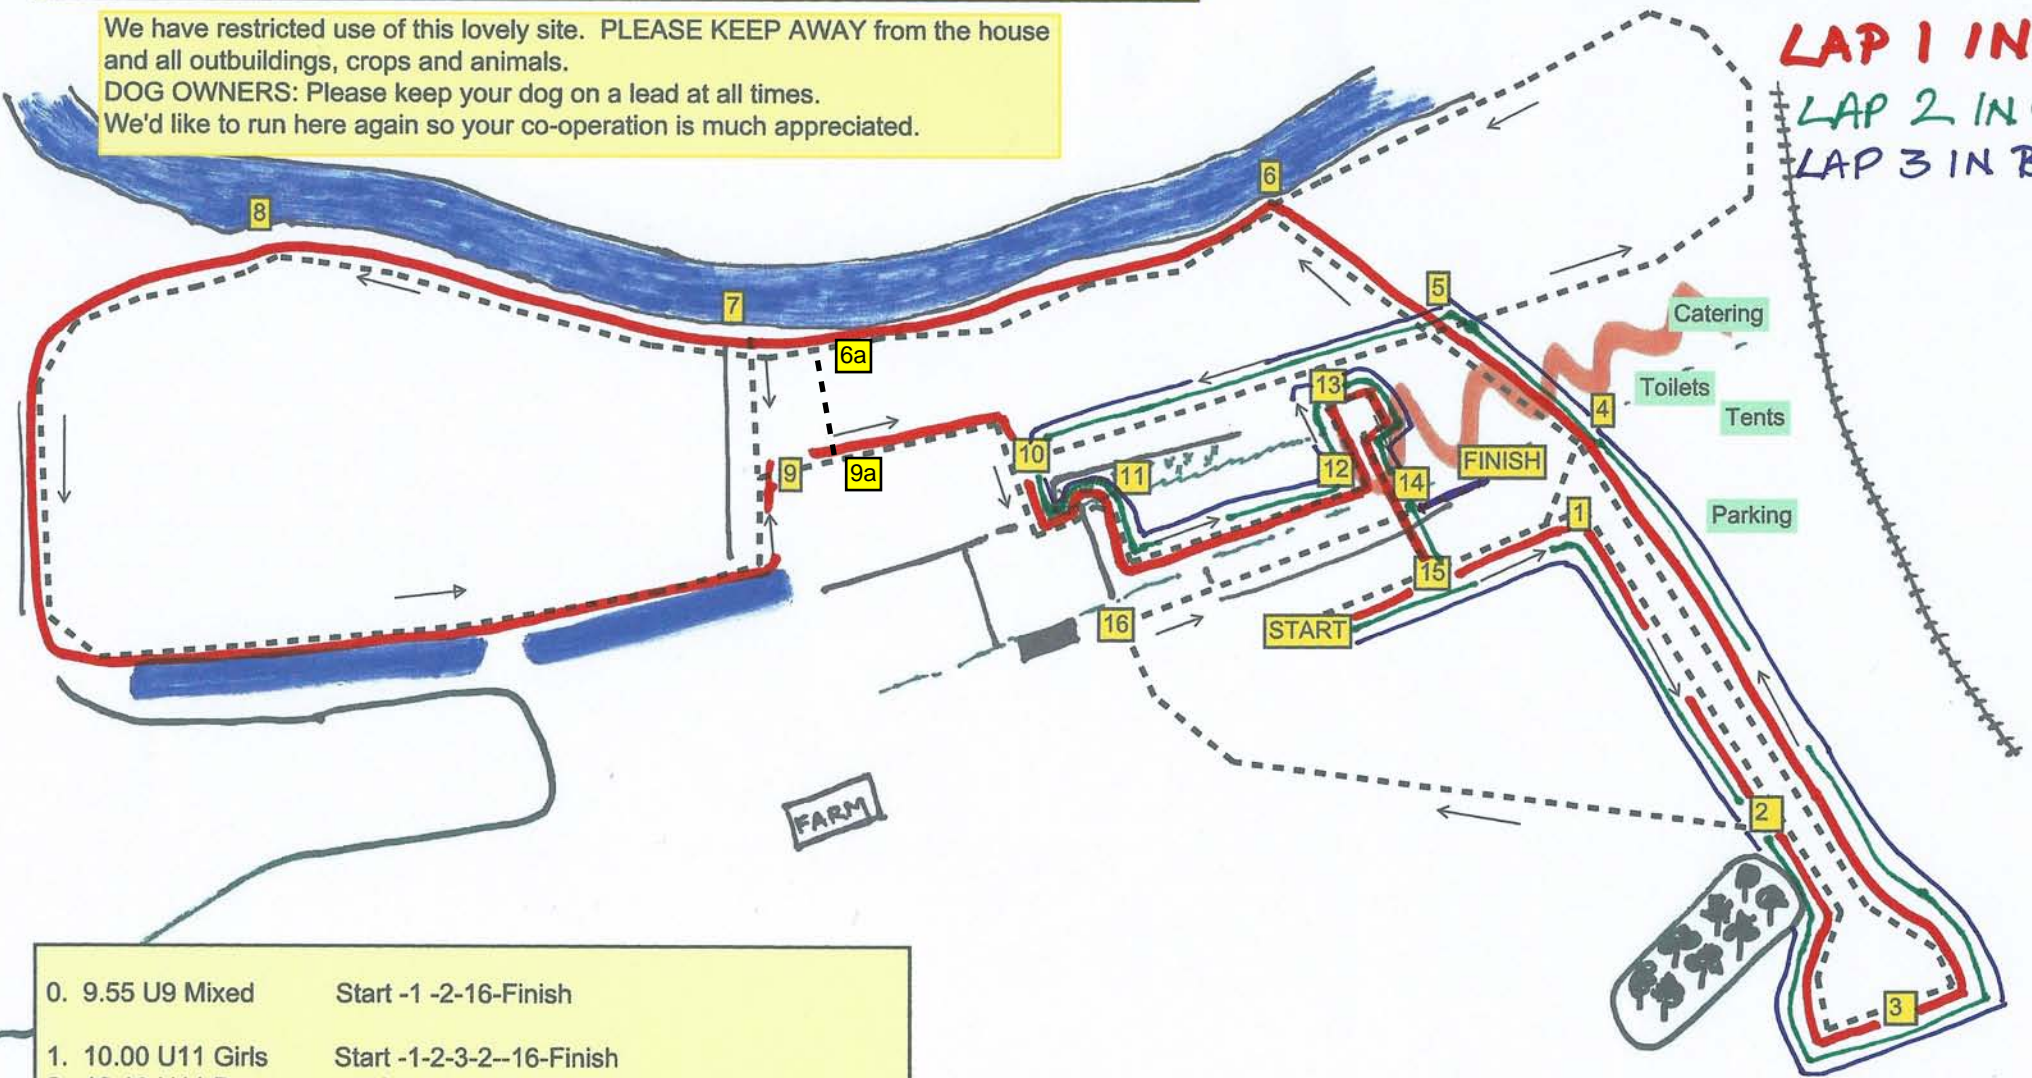 We have restricted use of this lovely site. PLEASE KEEP AWAY from the house
and all outbuildings, crops and animals.
DOG OWNERS: Please keep your dog on a lead at all times.
We'd like to run here again so your co-operation is much appreciated.
LAP 1 IN
LAP 2 IN
LAP 3 IN B
6
8
5
7
Catering
6a
13
Toilets
4
Tents
10
FINISH
9
9a
11
12
14
1
Parking
15
16
START
2
FARM
3
0. 9.55 U9 Mixed Start -1 -2-16-Finish
1. 10.00 U11 Girls Start -1-2-3-2--16-Finish